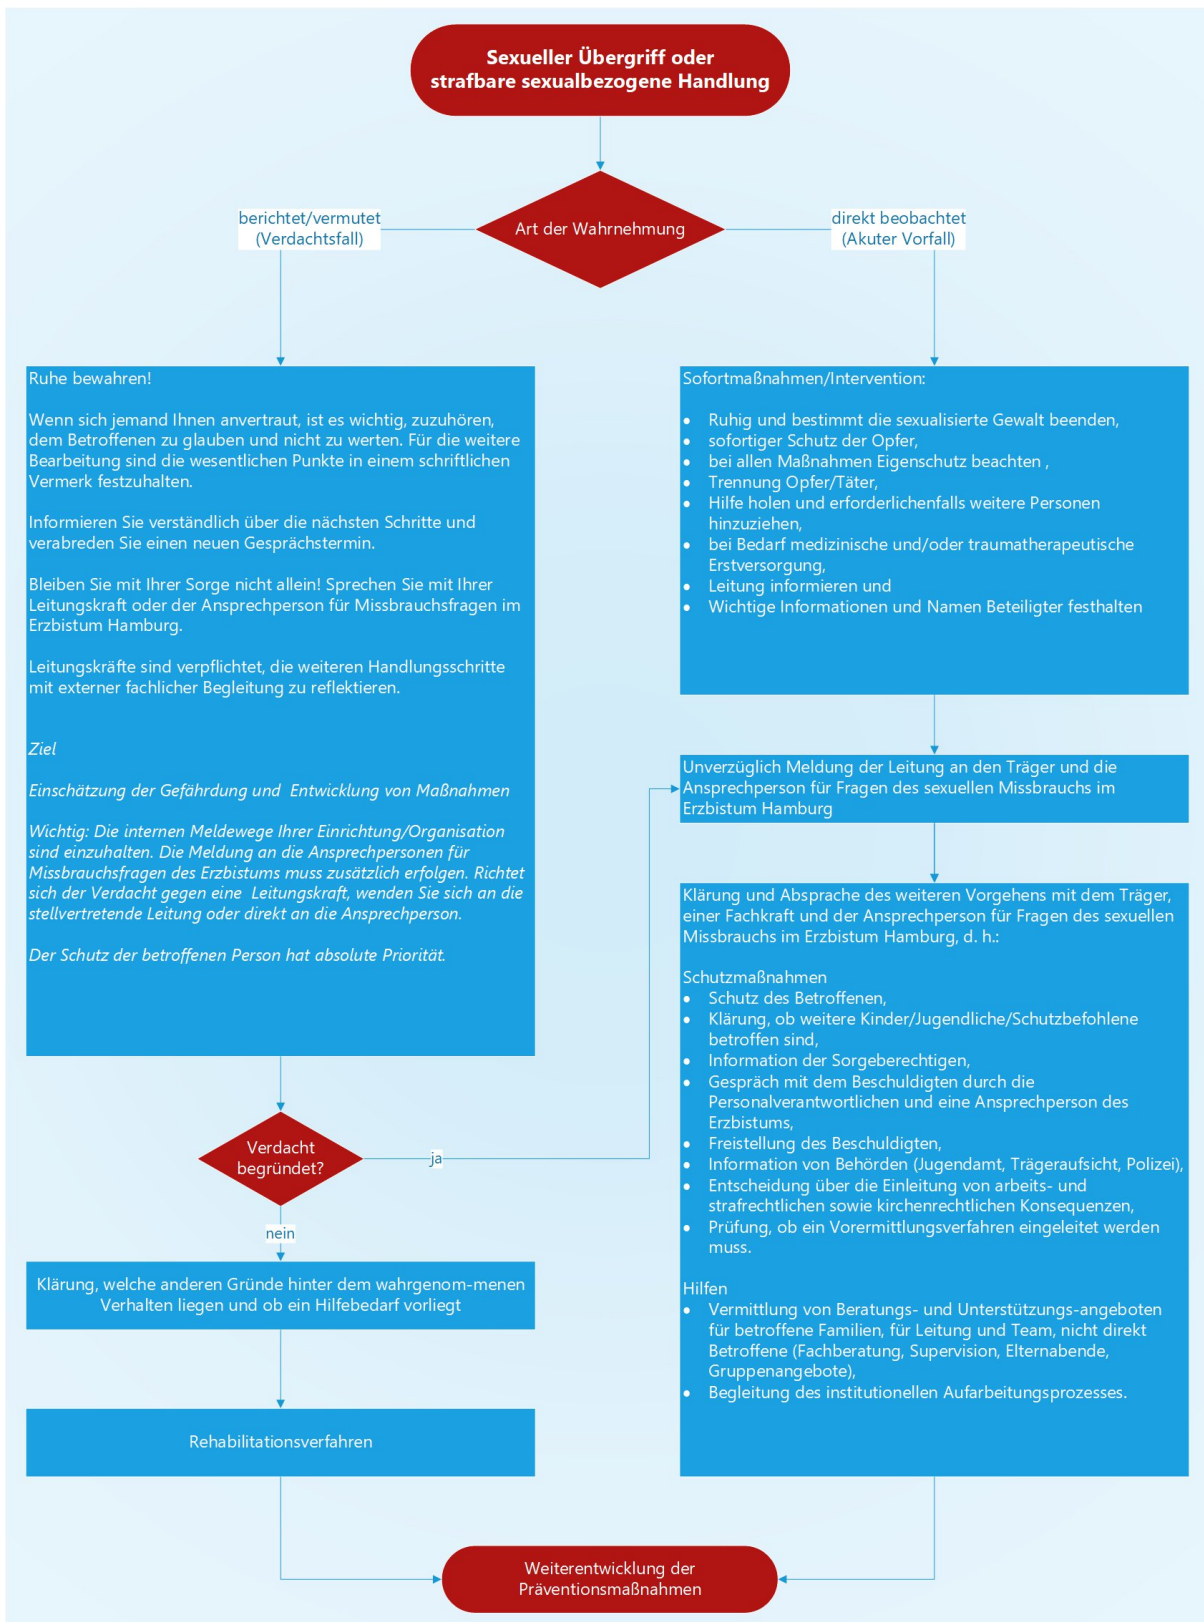 Sexueller Übergriff oder
strafbare sexualbezogene Handlung
Art der Wahrnehmung
berichtet/vermutet
(Verdachtsfall)
direkt beobachtet
(Akuter Vorfall)
Ruhe bewahren!
Wenn sich jemand Ihnen anvertraut, ist es wichtig, zuzuhören,
dem Betroffenen zu glauben und nicht zu werten. Für die weitere
Bearbeitung sind die wesentlichen Punkte in einem schriftlichen
Vermerk festzuhalten.
Informieren Sie verständlich über die nächsten Schritte und
verabreden Sie einen neuen Gesprächstermin.
Bleiben Sie mit Ihrer Sorge nicht allein! Sprechen Sie mit Ihrer
Leitungskraft oder der Ansprechperson für Missbrauchsfragen im
Erzbistum Hamburg.
Leitungskräfte sind verpflichtet, die weiteren Handlungsschritte
mit externer fachlicher Begleitung zu reflektieren.
Ziel
Einschätzung der Gefährdung und  Entwicklung von Maßnahmen
Wichtig: Die internen Meldewege Ihrer Einrichtung/Organisation
sind einzuhalten. Die Meldung an die Ansprechpersonen für
Missbrauchsfragen des Erzbistums muss zusätzlich erfolgen. Richtet
sich der Verdacht gegen eine  Leitungskraft, wenden Sie sich an die
stellvertretende Leitung oder direkt an die Ansprechperson.
Der Schutz der betroffenen Person hat absolute Priorität.
Verdacht
begründet?
ja
nein
Klärung, welche anderen Gründe hinter dem wahrgenom-menen
Verhalten liegen und ob ein Hilfebedarf vorliegt
Rehabilitationsverfahren
Sofortmaßnahmen/Intervention:
• Ruhig und bestimmt die sexualisierte Gewalt beenden,
• sofortiger Schutz der Opfer,
• bei allen Maßnahmen Eigenschutz beachten ,
• Trennung Opfer/Täter,
• Hilfe holen und erforderlichenfalls weitere Personen
hinzuziehen,
• bei Bedarf medizinische und/oder traumatherapeutische
Erstversorgung,
• Leitung informieren und
• Wichtige Informationen und Namen Beteiligter festhalten
Unverzüglich Meldung der Leitung an den Träger und die
Ansprechperson für Fragen des sexuellen Missbrauchs im
Erzbistum Hamburg
Klärung und Absprache des weiteren Vorgehens mit dem Träger,
einer Fachkraft und der Ansprechperson für Fragen des sexuellen
Missbrauchs im Erzbistum Hamburg, d. h.:
Schutzmaßnahmen
• Schutz des Betroffenen,
• Klärung, ob weitere Kinder/Jugendliche/Schutzbefohlene
betroffen sind,
• Information der Sorgeberechtigen,
• Gespräch mit dem Beschuldigten durch die
Personalverantwortlichen und eine Ansprechperson des
Erzbistums,
• Freistellung des Beschuldigten,
• Information von Behörden (Jugendamt, Trägeraufsicht, Polizei),
• Entscheidung über die Einleitung von arbeits- und
strafrechtlichen sowie kirchenrechtlichen Konsequenzen,
• Prüfung, ob ein Vorermittlungsverfahren eingeleitet werden
muss.
Hilfen
• Vermittlung von Beratungs- und Unterstützungs-angeboten
für betroffene Familien, für Leitung und Team, nicht direkt
Betroffene (Fachberatung, Supervision, Elternabende,
Gruppenangebote),
• Begleitung des institutionellen Aufarbeitungsprozesses.
Weiterentwicklung der
Präventionsmaßnahmen